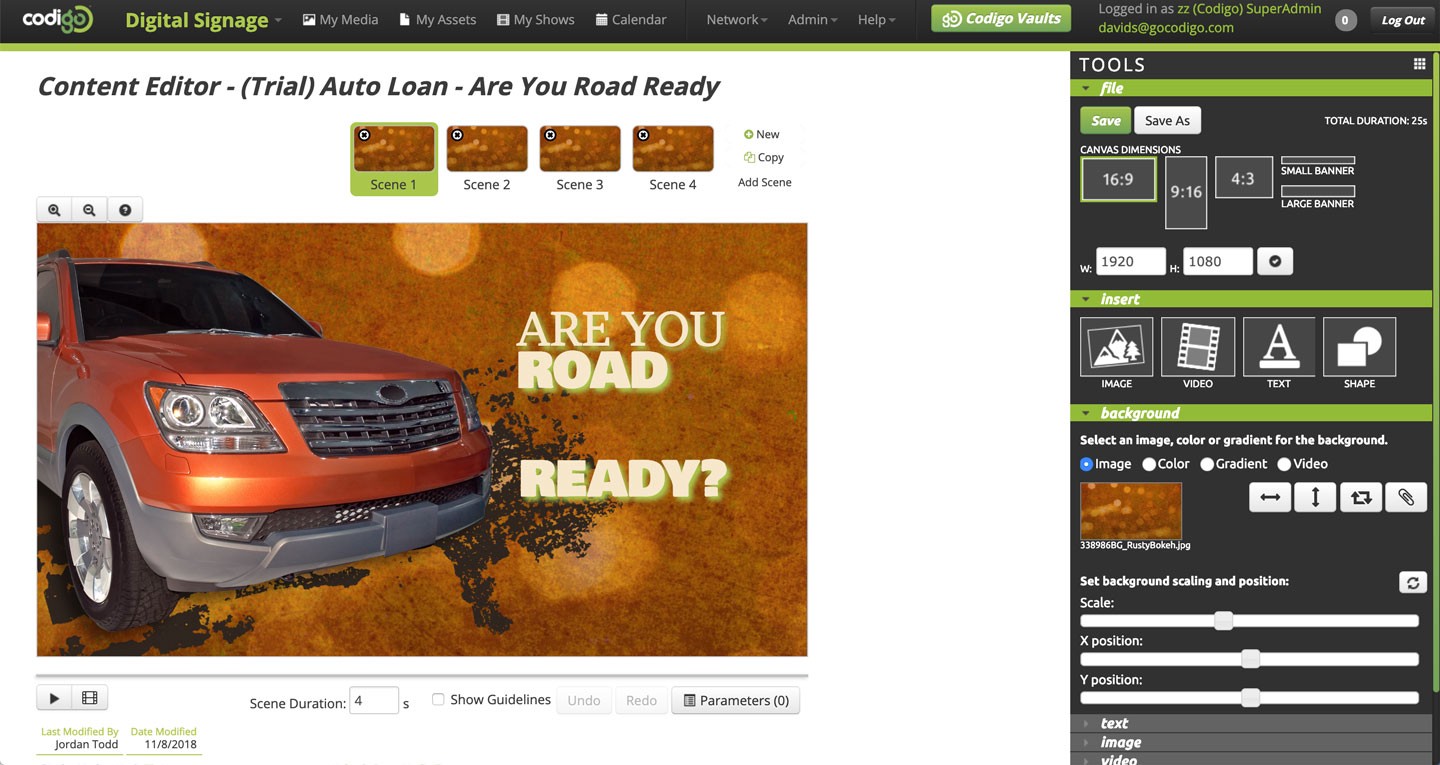 codigo Digital Signage My Media My Assets My Shows Calendar Network Admin Help go Codigo Vaults Logged in as zz (Codigo) SuperAdmin 0 Log Out
davids@gocodigo.com
Content Editor - (Trial) Auto Loan - Are You Road Ready
Scene 1 Scene 2 Scene 3 Scene 4
New
Copy
Add Scene
ARE YOU
ROAD
READY?
Scene Duration: 4 s Show Guidelines Undo Redo Parameters (0)
Last Modified By Date Modified
Jordan Todd 11/8/2018
TOOLS
file
Save Save As TOTAL DURATION: 25s
CANVAS DIMENSIONS
16:9 9:16 4:3 SMALL BANNER
LARGE BANNER
W: 1920 H: 1080
insert
IMAGE VIDEO TEXT SHAPE
background
Select an image, color or gradient for the background.
Image Color Gradient Video
338986BG_RustyBokeh.jpg
Set background scaling and position:
Scale:
X position:
Y position:
text
image
video